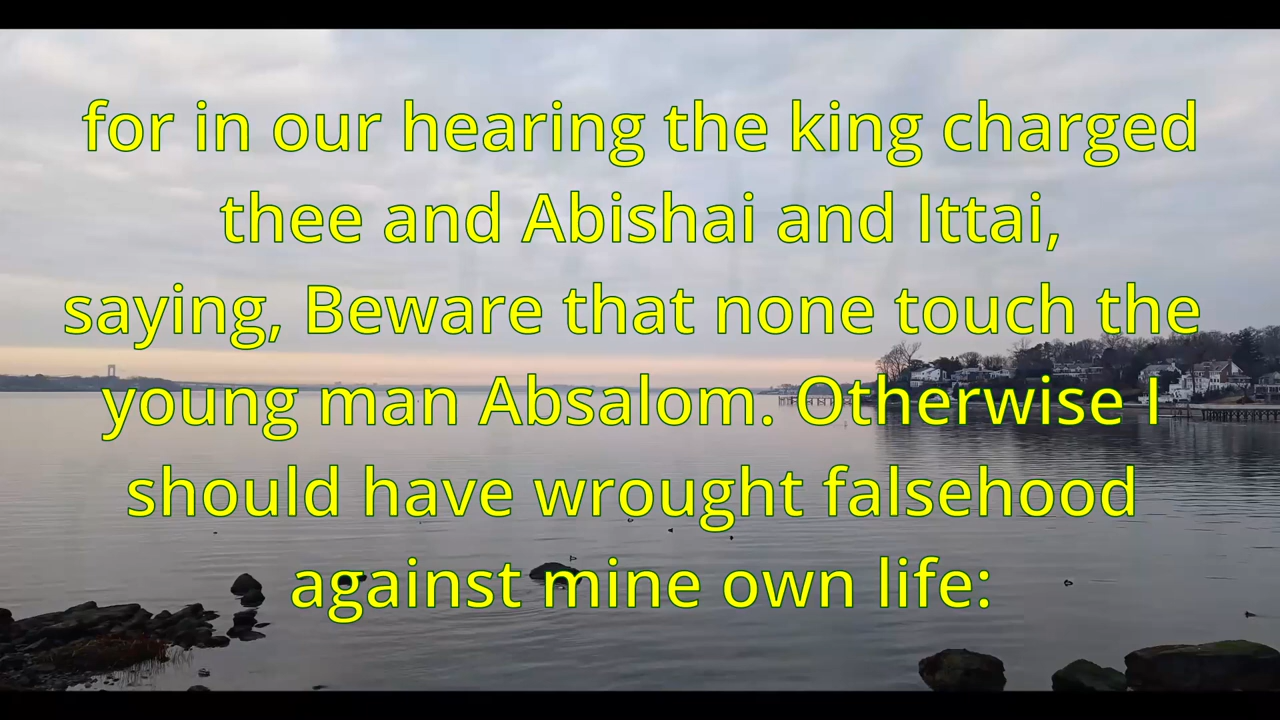 for in our hearing the king charged
thee and Abishai and Ittai,
saying, Beware that none touch the
young man Absalom. Otherwise I
should have wrought falsehood
against mine own life: